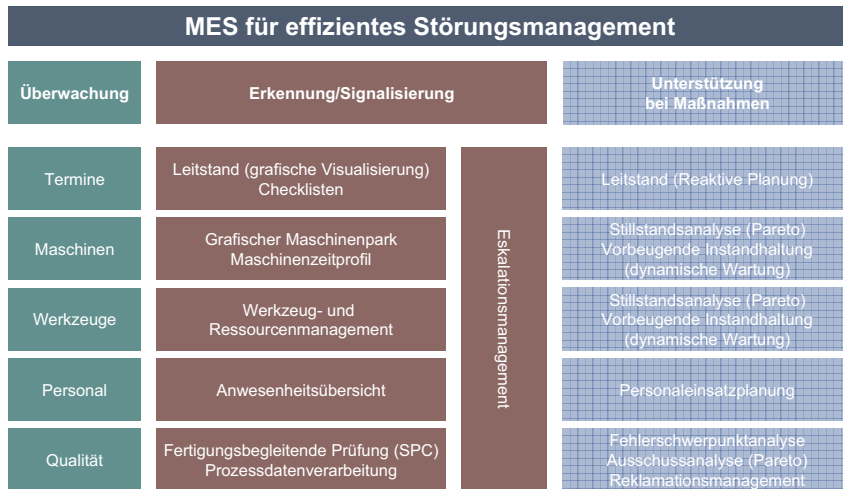 MES für effizientes Störungsmanagement
Überwachung
Erkennung/Signalisierung
Unterstützung
bei Maßnahmen
Termine
Leitstand (grafische Visualisierung)
Checklisten
Leitstand (Reaktive Planung)
Maschinen
Grafischer Maschinenpark
Maschinenzeitprofil
Stillstandsanalyse (Pareto)
Vorbeugende Instandhaltung
(dynamische Wartung)
Werkzeuge
Werkzeug- und
Ressourcenmanagement
Stillstandsanalyse (Pareto)
Vorbeugende Instandhaltung
(dynamische Wartung)
Personal
Anwesenheitsübersicht
Personaleinsatzplanung
Qualität
Fertigungsbegleitende Prüfung (SPC)
Prozessdatenverarbeitung
Fehlerschwerpunktanalyse
Ausschussanalyse (Pareto)
Reklamationsmanagement
Eskalationsmanagement